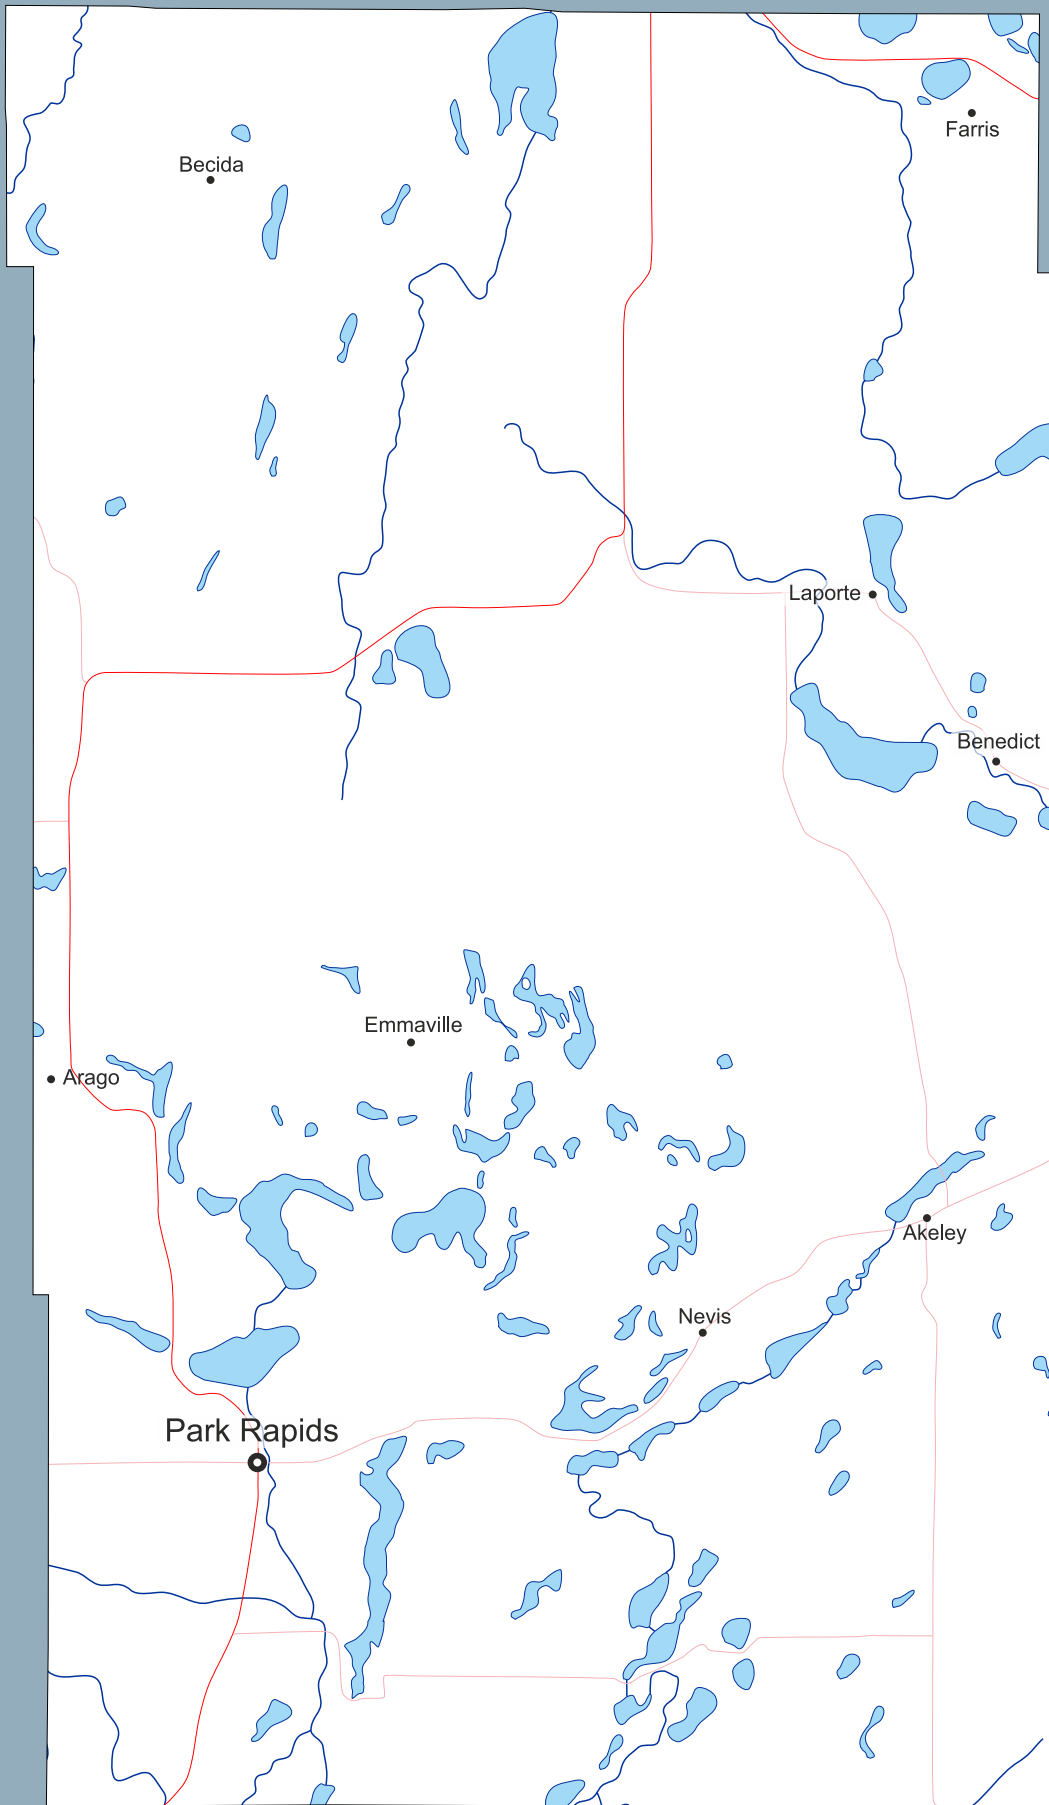 Farris
Becida
Laporte
Benedict
Emmaville
Arago
Akeley
Nevis
Park Rapids